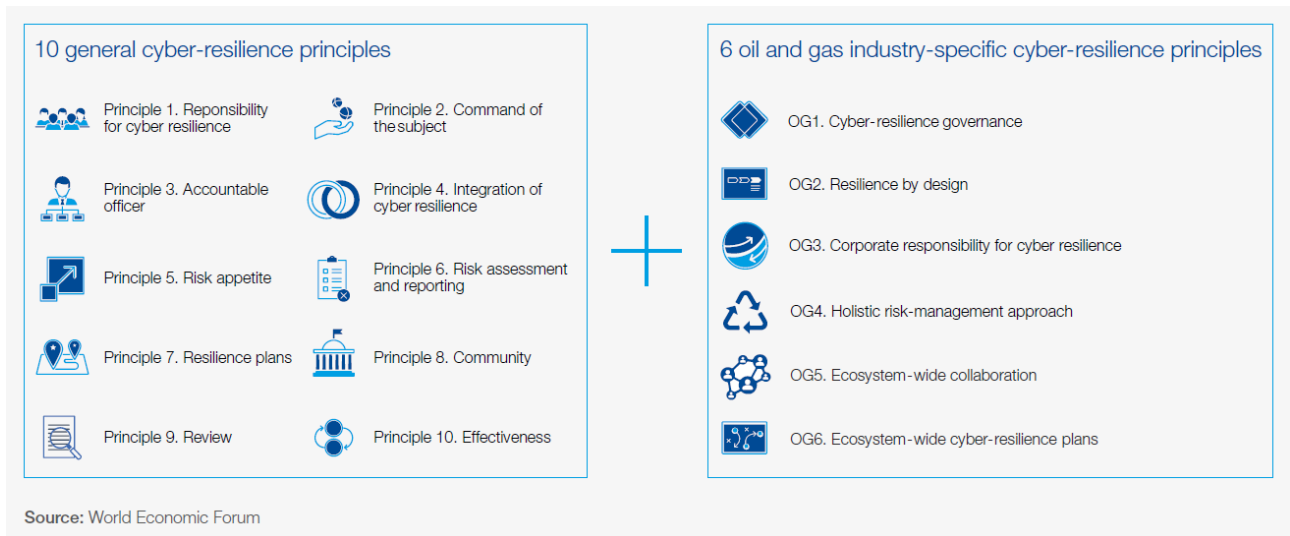 10 general cyber-resilience principles
Principle 1. Reponsibility
for cyber resilience
Principle 2. Command of
the subject
Principle 3. Accountable
officer
Principle 4. Integration of
cyber resilience
Principle 5. Risk appetite
Principle 6. Risk assessment
and reporting
Principle 7. Resilience plans
Principle 8. Community
Principle 9. Review
Principle 10. Effectiveness
6 oil and gas industry-specific cyber-resilience principles
OG1. Cyber-resilience governance
OG2. Resilience by design
OG3. Corporate responsibility for cyber resilience
OG4. Holistic risk-management approach
OG5. Ecosystem-wide collaboration
OG6. Ecosystem-wide cyber-resilience plans
Source: World Economic Forum